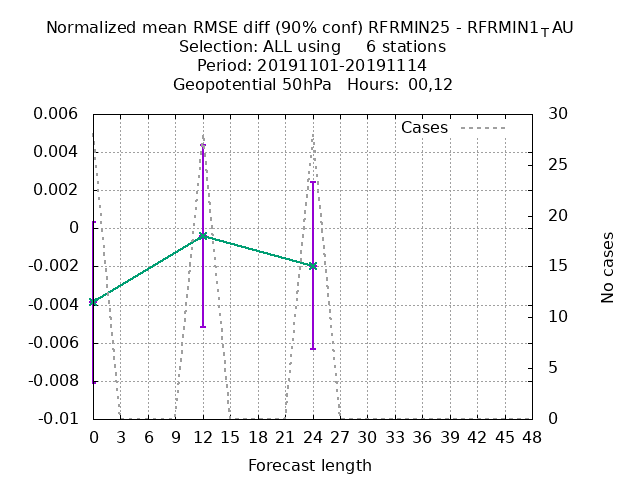 Normalized mean RMSE diff (90% conf) RFRMIN25 - RFRMIN1TAU
Selection: ALL using 6 stations
Period: 20191101-20191114
Geopotential 50hPa Hours: 00,12
Cases
0.006
0.004
0.002
0
-0.002
-0.004
-0.006
-0.008
-0.01
30
25
20
15
10
5
0
No cases
0 3 6 9 12 15 18 21 24 27 30 33 36 39 42 45 48
Forecast length